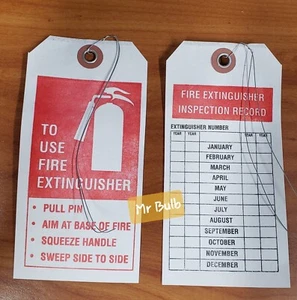 TO
USE
FIRE
EXTINGUISHER
• PULL PIN
• AIM AT BASE OF FIRE
• SQUEEZE HANDLE
• SWEEP SIDE TO SIDE
Mr Bulb
FIRE EXTINGUISHER
INSPECTION RECORD
EXTINGUISHER NUMBER
YEAR YEAR YEAR YEAR
JANUARY
FEBRUARY
MARCH
APRIL
MAY
JUNE
JULY
AUGUST
SEPTEMBER
OCTOBER
NOVEMBER
DECEMBER